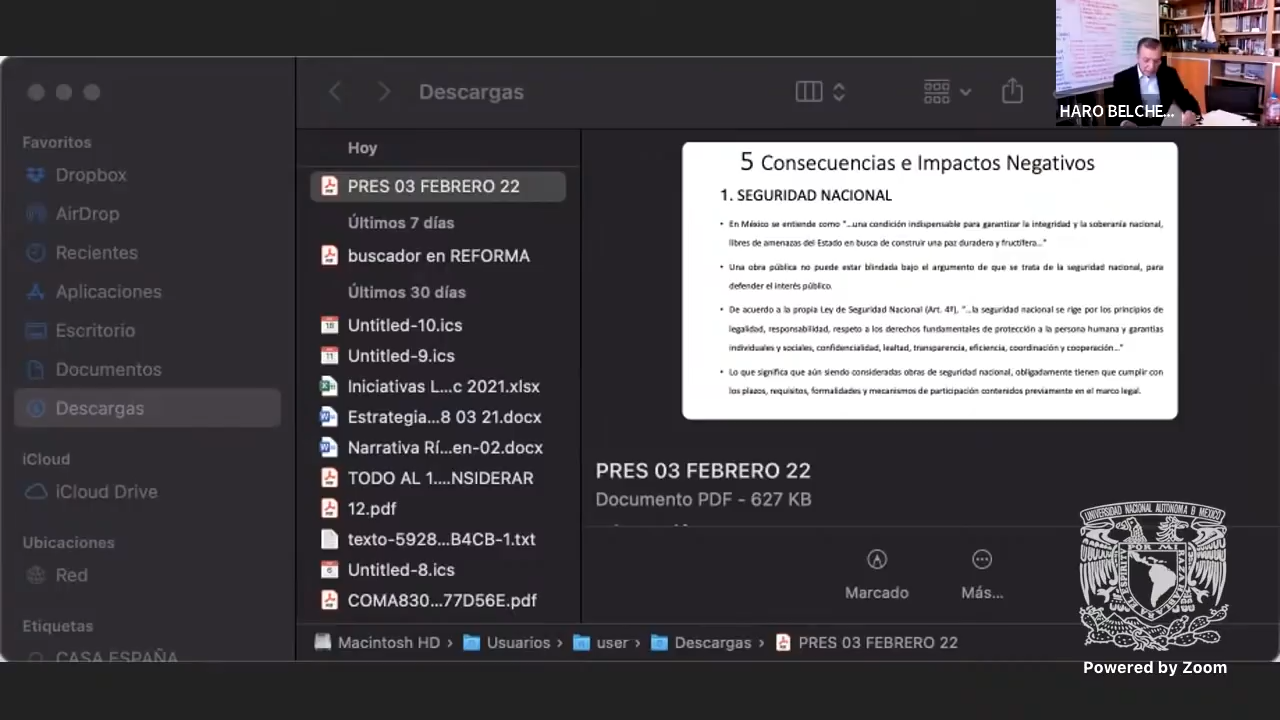 HARO BELCHE...
Descargas
Favoritos
Dropbox
AirDrop
Recientes
Aplicaciones
Escritorio
Documentos
Descargas
iCloud
iCloud Drive
Ubicaciones
Red
Etiquetas
CASA ESPAÑA
Hoy
PRES 03 FEBRERO 22
Últimos 7 días
buscador en REFORMA
Últimos 30 días
Untitled-10.ics
Untitled-9.ics
Iniciativas L...c 2021.xlsx
Estrategia...8 03 21.docx
Narrativa Rí...en-02.docx
TODO AL 1....NSIDERAR
12.pdf
texto-5928...B4CB-1.txt
Untitled-8.ics
COMA830...77D56E.pdf
5 Consecuencias e Impactos Negativos
1. SEGURIDAD NACIONAL
• En México se entiende como "...una condición indispensable para garantizar la integridad y la soberanía nacional,
libres de amenazas del Estado en busca de construir una paz duradera y fructífera..."
• Una obra pública no puede estar blindada bajo el argumento de que se trata de la seguridad nacional, para
defender el interés público.
• De acuerdo a la propia Ley de Seguridad Nacional (Art. 4º), "...la seguridad nacional se rige por los principios de
legalidad, responsabilidad, respeto a los derechos fundamentales de protección a la persona humana y garantías
individuales y sociales, confidencialidad, lealtad, transparencia, eficiencia, coordinación y cooperación..."
• Lo que significa que aún siendo consideradas obras de seguridad nacional, obligadamente tienen que cumplir con
los plazos, requisitos, formalidades y mecanismos de participación contenidos previamente en el marco legal.
PRES 03 FEBRERO 22
Documento PDF - 627 KB
Marcado
Más...
Macintosh HD › Usuarios › user › Descargas › PRES 03 FEBRERO 22
UNIVERSIDAD NACIONAL AUTONOMA D MEXICO
POR MI RAZA
ESPIRITU
Powered by Zoom